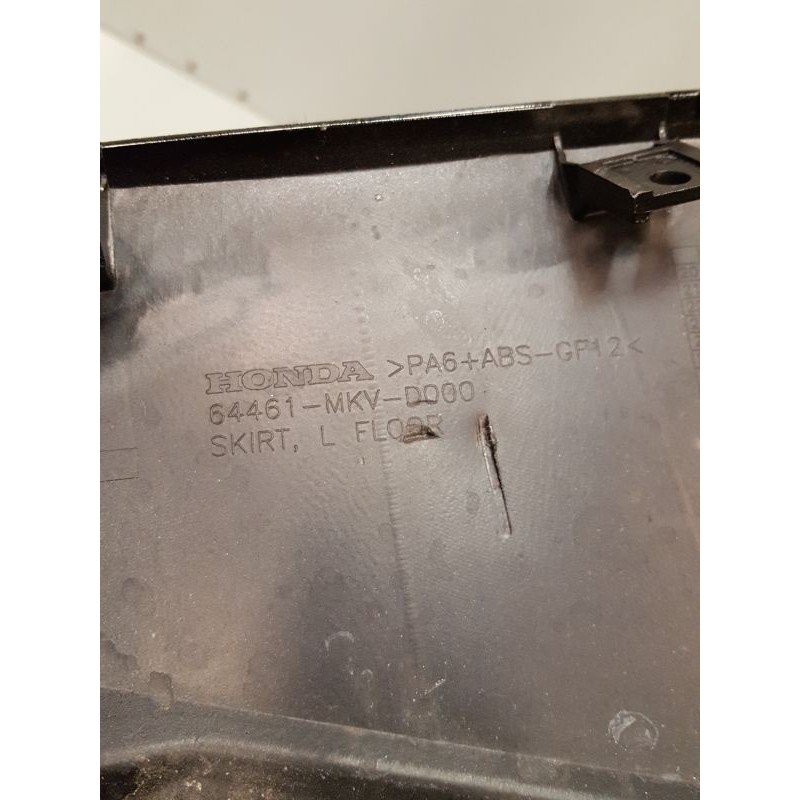 HONDA >PA6+ABS-GF12<
64461-MKV-D000
SKIRT, L FLOOR